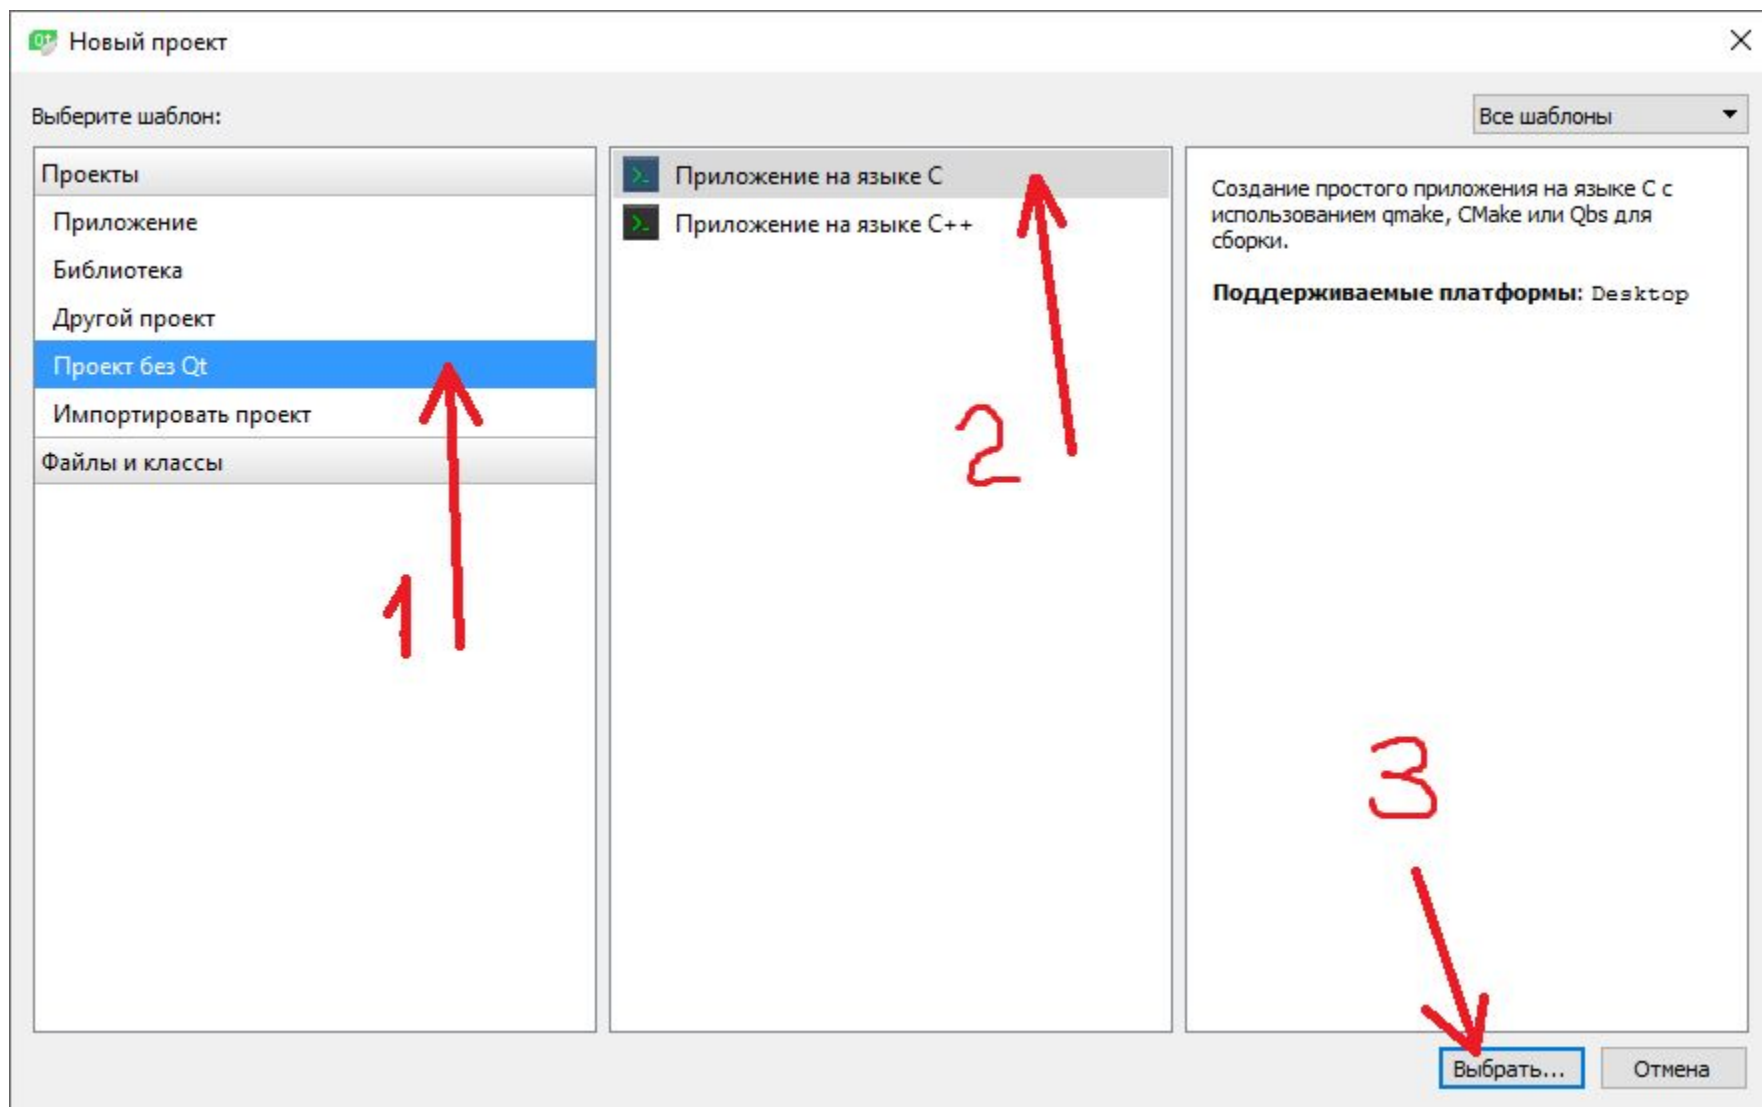 Новый проект
Выберите шаблон:
Все шаблоны
Проекты
Приложение
Библиотека
Другой проект
Проект без Qt
Импортировать проект
Файлы и классы
Приложение на языке C
Приложение на языке C++
Создание простого приложения на языке C с
использованием qmake, CMake или Qbs для
сборки.
Поддерживаемые платформы: Desktop
1
2
3
Выбрать...
Отмена